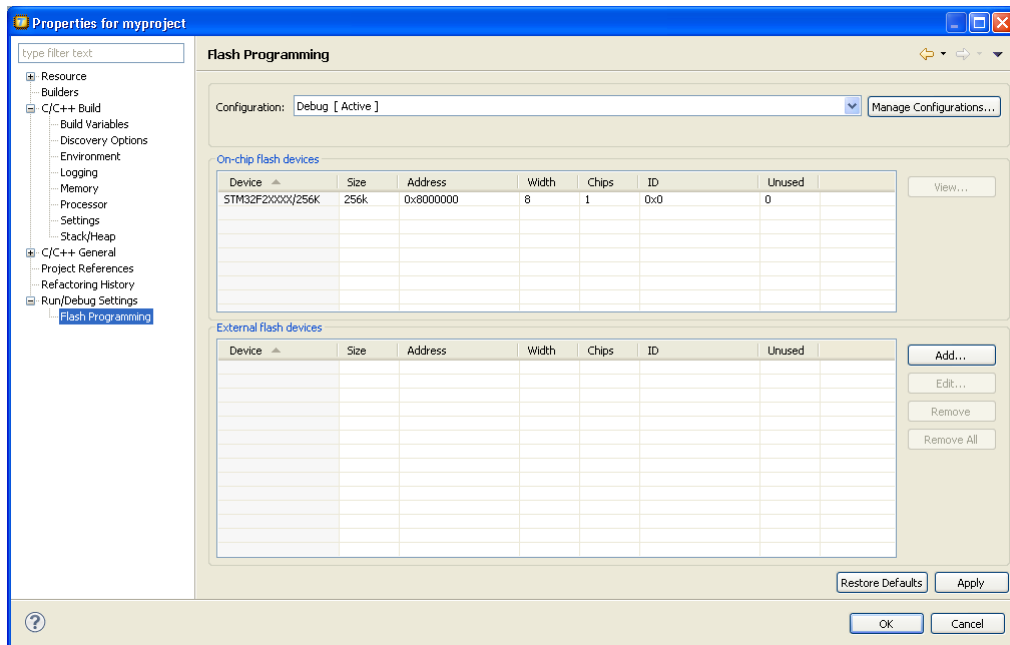 Properties for myproject
type filter text
Resource
Builders
C/C++ Build
Build Variables
Discovery Options
Environment
Logging
Memory
Processor
Settings
Stack/Heap
C/C++ General
Project References
Refactoring History
Run/Debug Settings
Flash Programming
Flash Programming
Configuration: Debug [ Active ] Manage Configurations...
On-chip flash devices
Device Size Address Width Chips ID Unused
STM32F2XXXX/256K 256k 0x8000000 8 1 0x0 0
View...
External flash devices
Device Size Address Width Chips ID Unused
Add...
Edit...
Remove
Remove All
Restore Defaults Apply
? OK Cancel